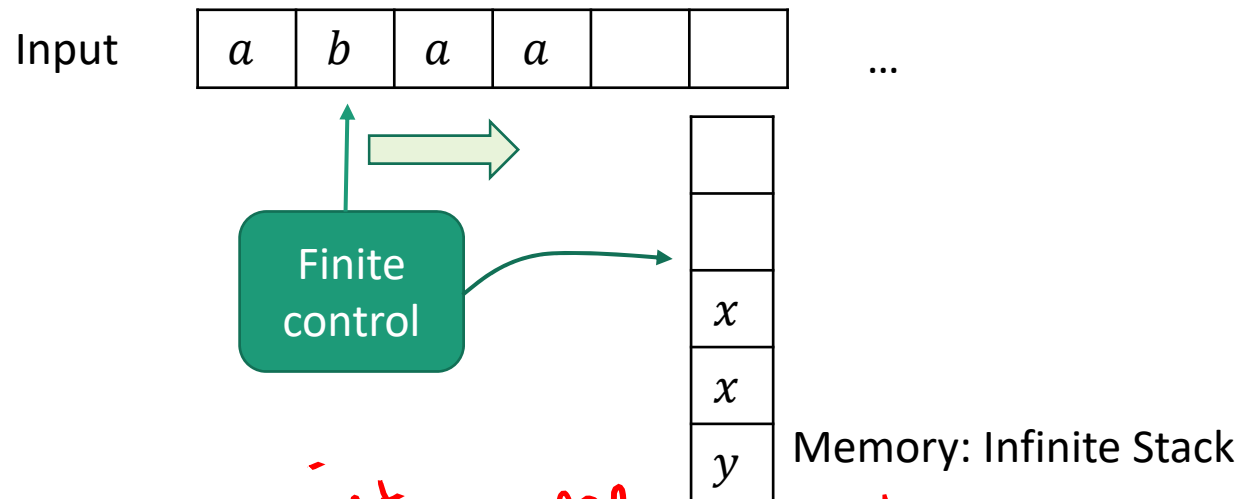 Input a b a a ...
Finite
control
x
x
y
Memory: Infinite Stack